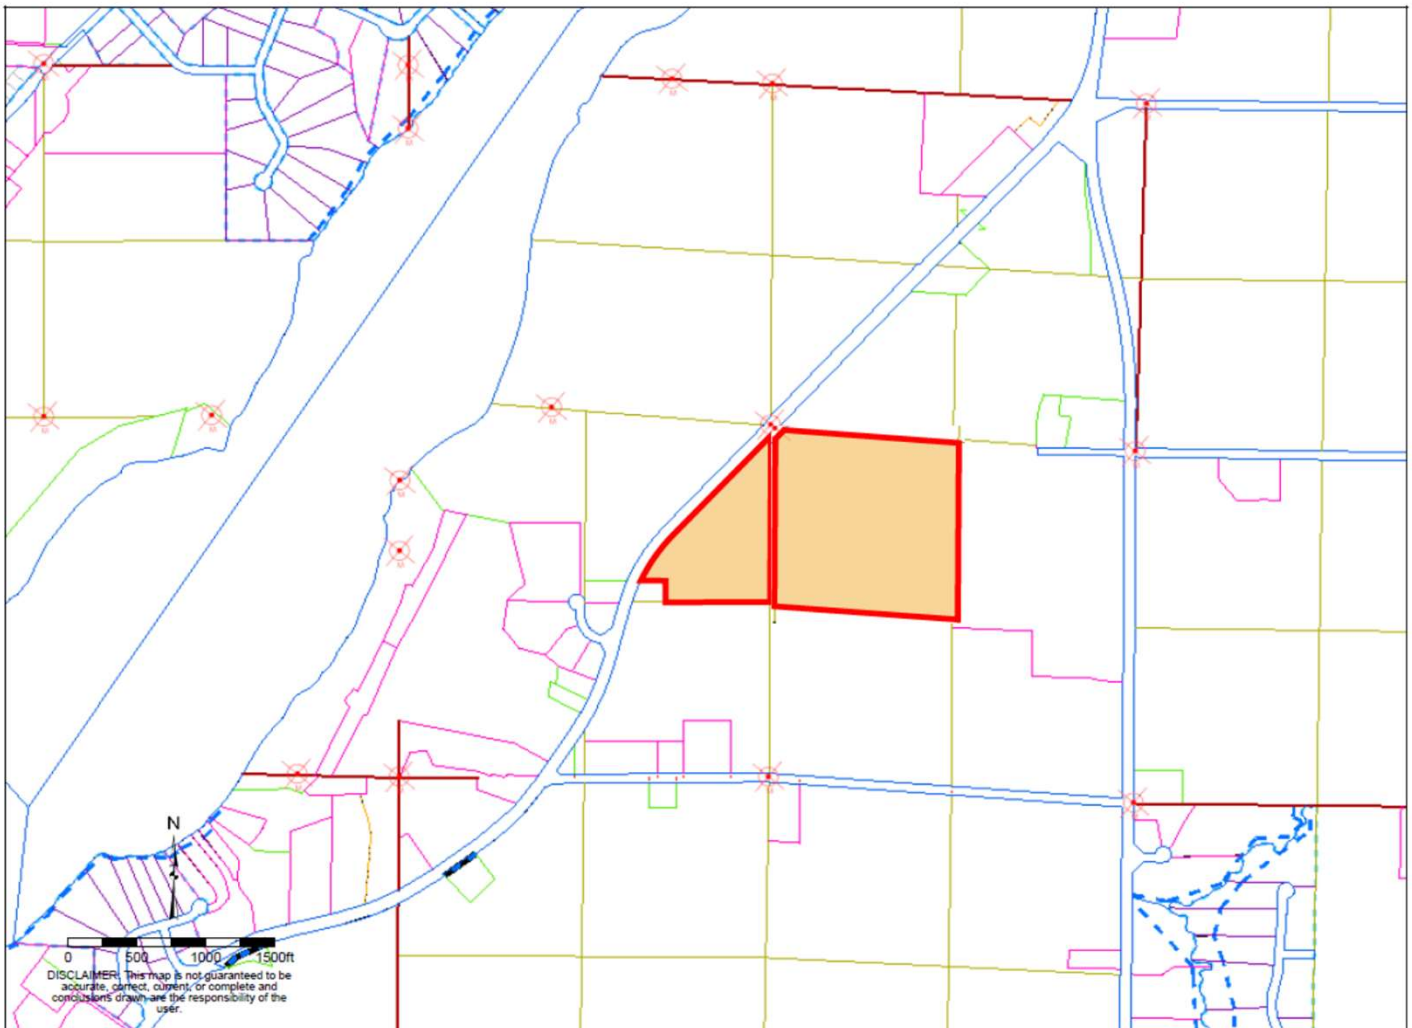 N
0 500 1000 1500ft
DISCLAIMER: This map is not guaranteed to be
accurate, correct, current, or complete and
conclusions drawn are the responsibility of the
user.